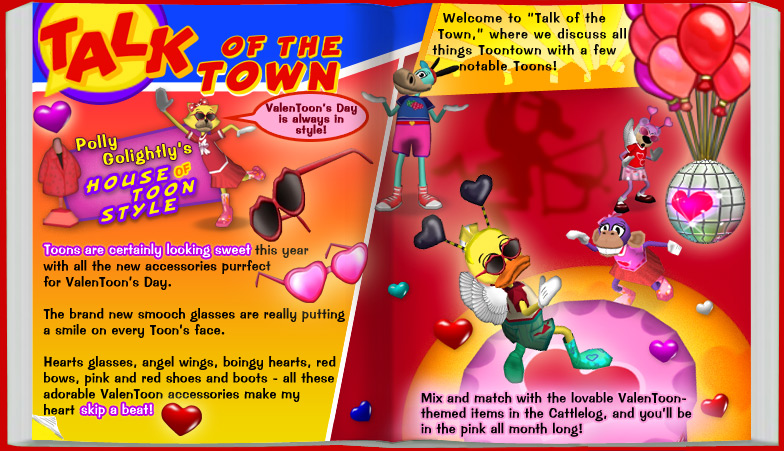 TALK
OF THE
TOWN
ValenToon's Day
is always in
style!
Polly
Golightly's
HOUSE OF
TOON
STYLE
Toons are certainly looking sweet this year
with all the new accessories purrfect
for ValenToon's Day.
The brand new smooch glasses are really putting
a smile on every Toon's face.
Hearts glasses, angel wings, boingy hearts, red
bows, pink and red shoes and boots - all these
adorable ValenToon accessories make my
heart skip a beat!
Welcome to "Talk of the
Town," where we discuss all
things Toontown with a few
notable Toons!
Mix and match with the lovable ValenToon-
themed items in the Cattlelog, and you'll be
in the pink all month long!